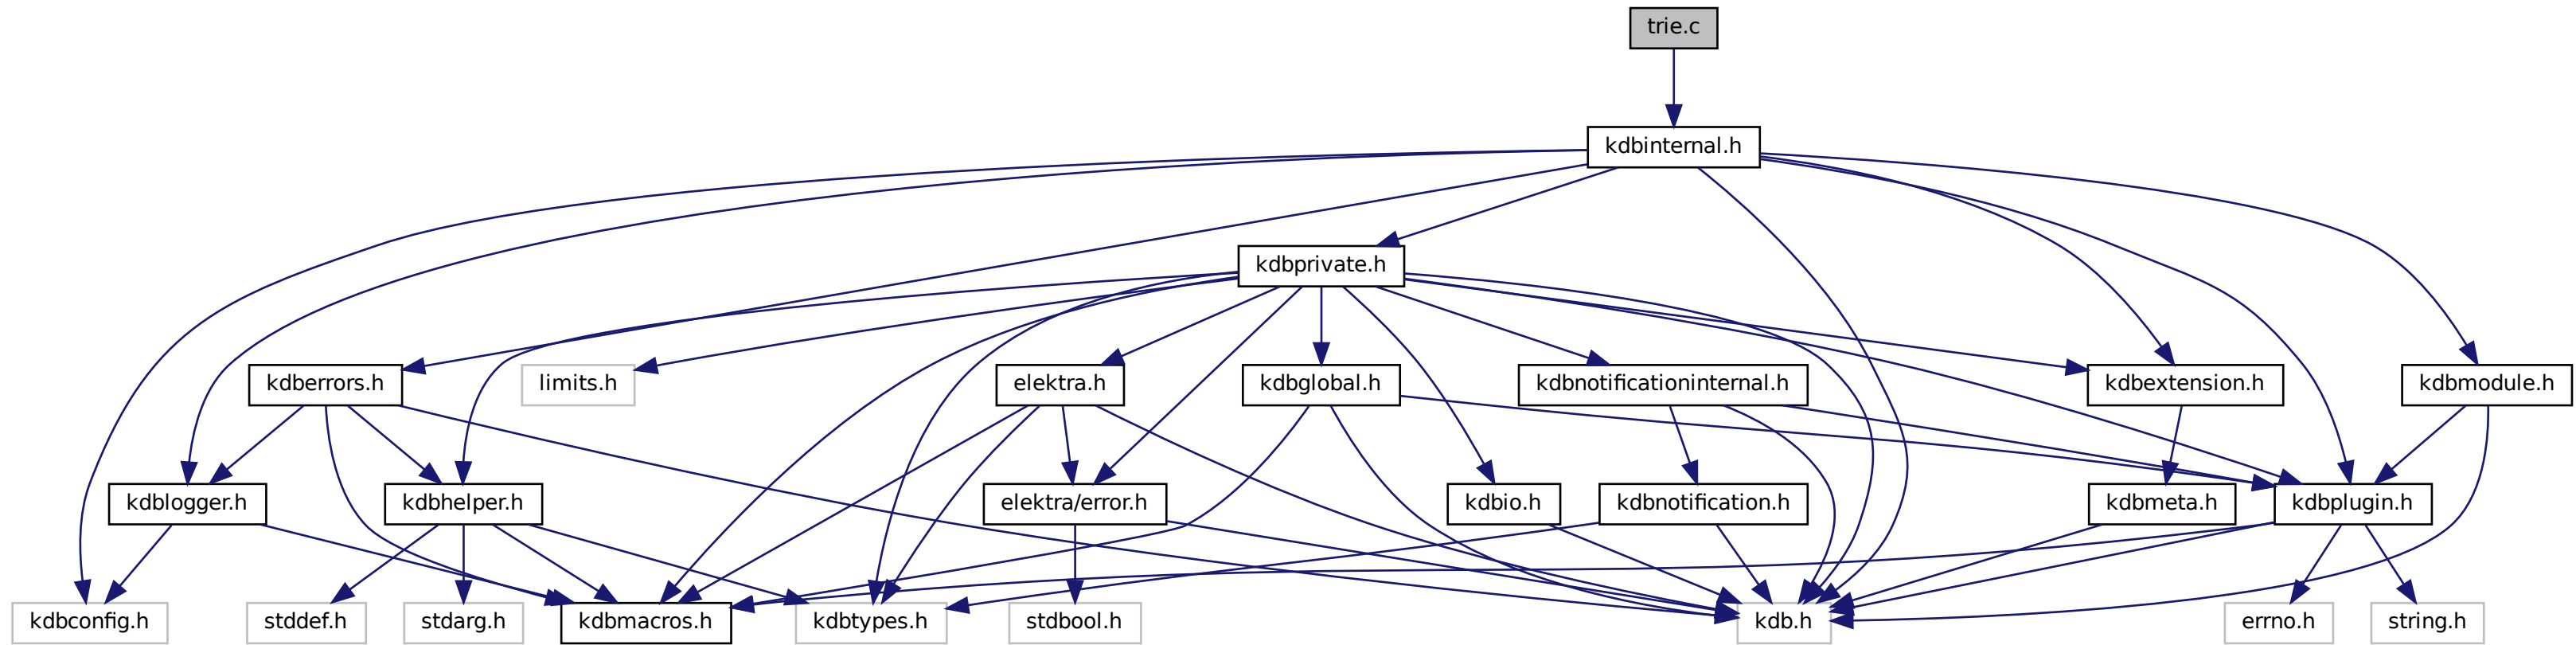 trie.c
kdbinternal.h
kdbprivate.h
kdberrors.h
limits.h
elektra.h
kdbglobal.h
kdbnotificationinternal.h
kdbextension.h
kdbmodule.h
kdblogger.h
kdbhelper.h
elektra/error.h
kdbio.h
kdbnotification.h
kdbmeta.h
kdbplugin.h
kdbconfig.h
stddef.h
stdarg.h
kdbmacros.h
kdbtypes.h
stdbool.h
kdb.h
errno.h
string.h